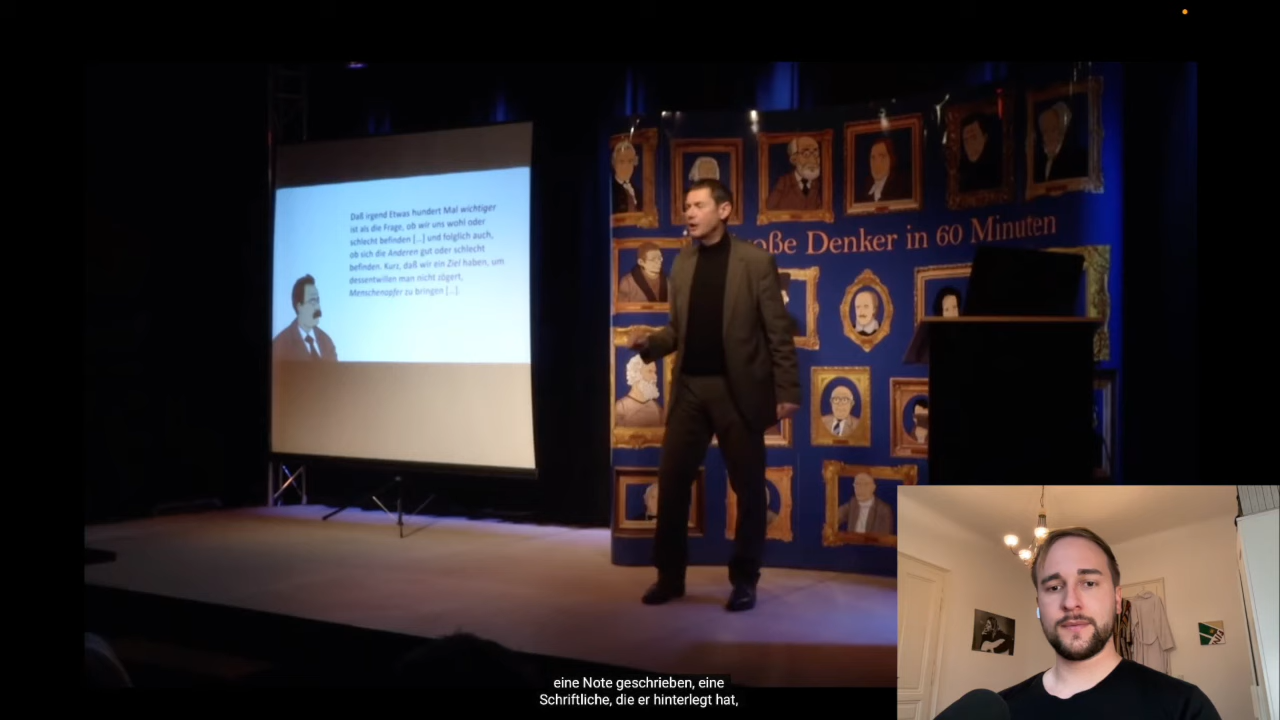 Daß irgend Etwas hundert Mal wichtiger
ist als die Frage, ob wir uns wohl oder
schlecht befinden [...] und folglich auch,
ob sich die Anderen gut oder schlecht
befinden. Kurz, daß wir ein Ziel haben, um
dessentwillen man nicht zögert,
Menschenopfer zu bringen [...].
oße Denker in 60 Minuten
eine Note geschrieben, eine
Schriftliche, die er hinterlegt hat,